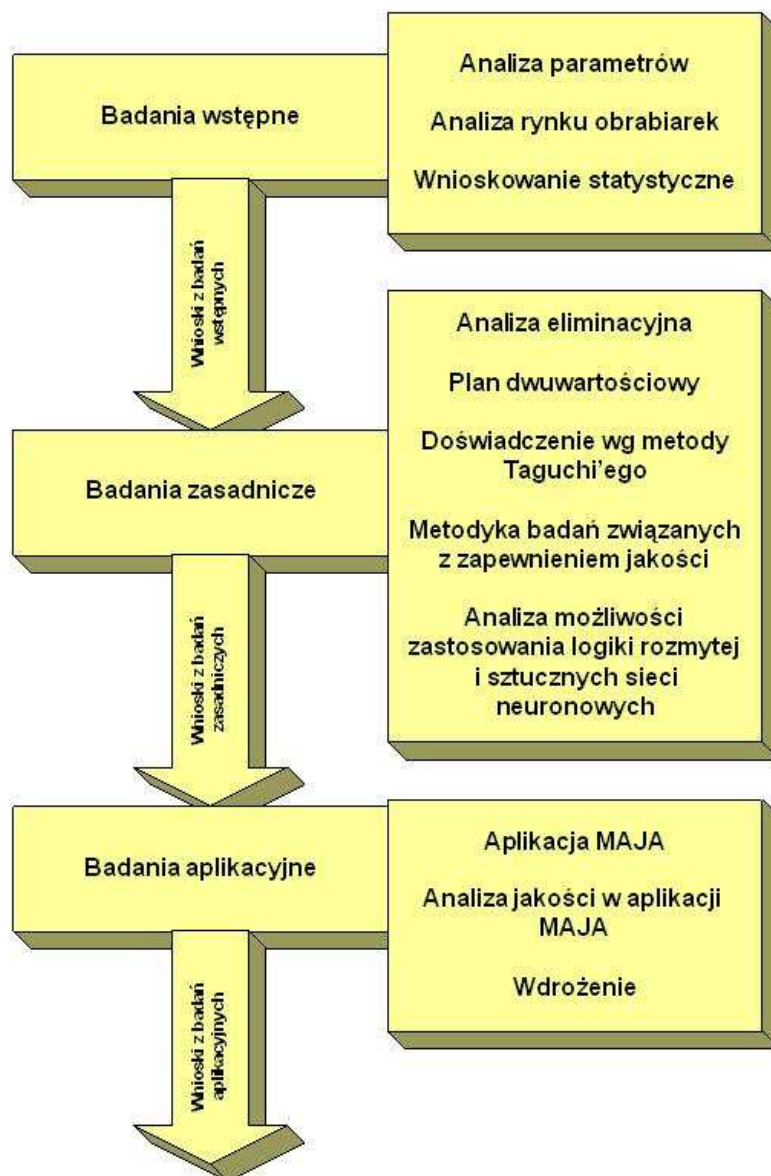 Badania wstępne
Analiza parametrów
Analiza rynku obrabiarek
Wnioskowanie statystyczne
Wnioski z badań
wstępnych
Badania zasadnicze
Analiza eliminacyjna
Plan dwuwartościowy
Doświadczenie wg metody
Taguchi'ego
Metodyka badań związanych
z zapewnieniem jakości
Analiza możliwości
zastosowania logiki rozmytej
i sztucznych sieci
neuronowych
Wnioski z badań
zasadniczych
Badania aplikacyjne
Aplikacja MAJA
Analiza jakości w aplikacji
MAJA
Wdrożenie
Wnioski z badań
aplikacyjnych